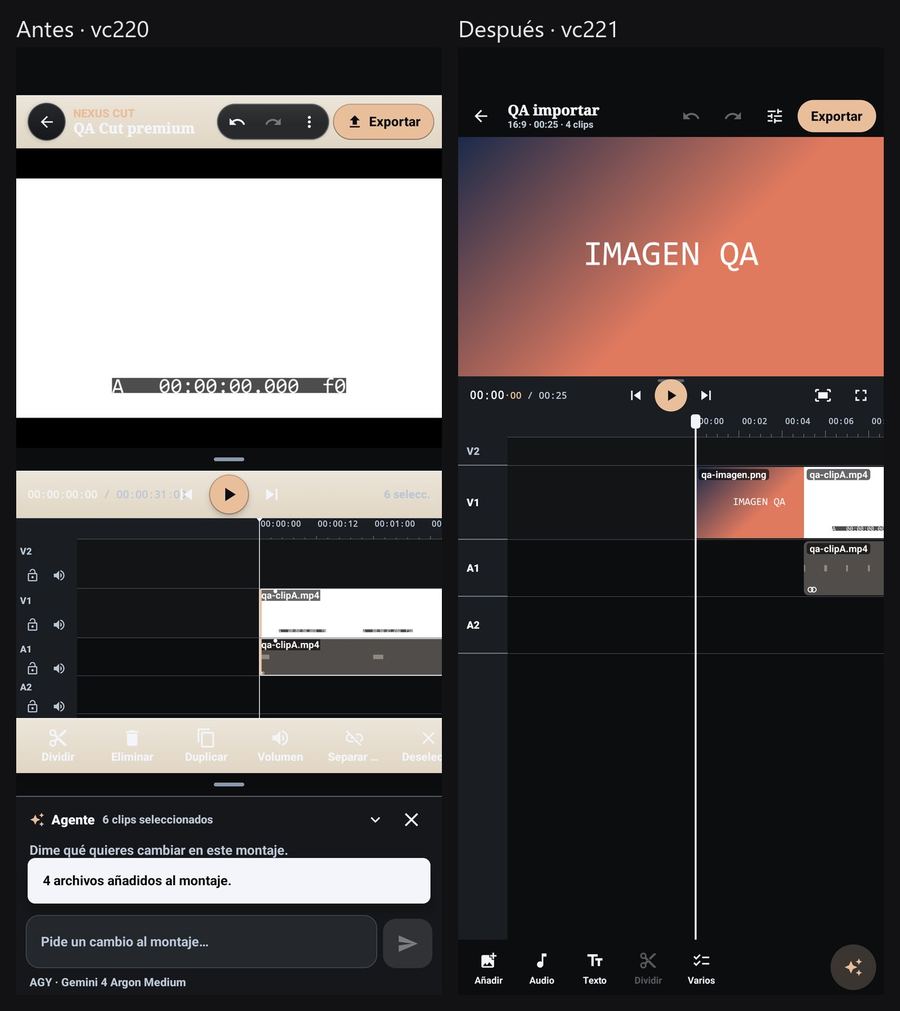 Antes · vc220
NEXUS CUT
QA Cut premium
Exportar
A 00:00:00.000 f0
00:00:00:00 / 00:00:31:0
6 selecc.
00:00:00 00:00:12 00:01:00 00
V2
V1
qa-clipA.mp4
A1
qa-clipA.mp4
A2
Dividir Eliminar Duplicar Volumen Separar ... Deselec
Agente 6 clips seleccionados
Dime qué quieres cambiar en este montaje.
4 archivos añadidos al montaje.
Pide un cambio al montaje...
AGY · Gemini 4 Argon Medium
Después · vc221
QA importar
16:9 · 00:25 · 4 clips
Exportar
IMAGEN QA
00:00·00 / 00:25
00:00 00:02 00:04 00:06 00:
V2
V1
qa-imagen.png qa-clipA.mp4
IMAGEN QA
A1
qa-clipA.mp4
A2
Añadir Audio Texto Dividir Varios